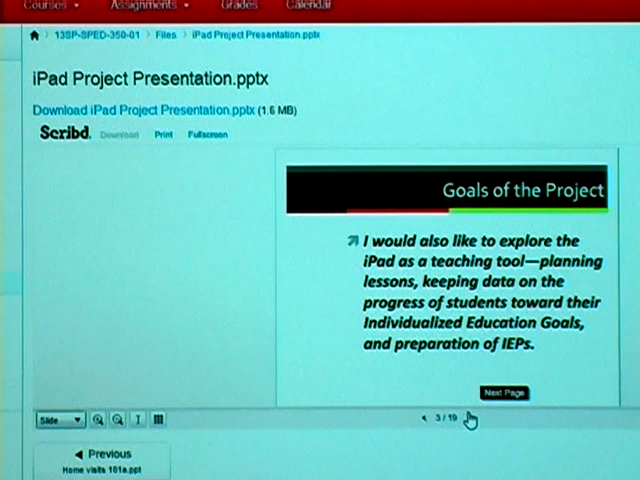 Courses Assignments Grades Calendar
13SP-SPED-350-01 Files iPad Project Presentation.pptx
iPad Project Presentation.pptx
Download iPad Project Presentation.pptx (1.6 MB)
Scribd. Download Print Fullscreen
Goals of the Project
I would also like to explore the
iPad as a teaching tool—planning
lessons, keeping data on the
progress of students toward their
Individualized Education Goals,
and preparation of IEPs.
Next Page
Slide 3 / 19
Previous
Home visits 101a.ppt